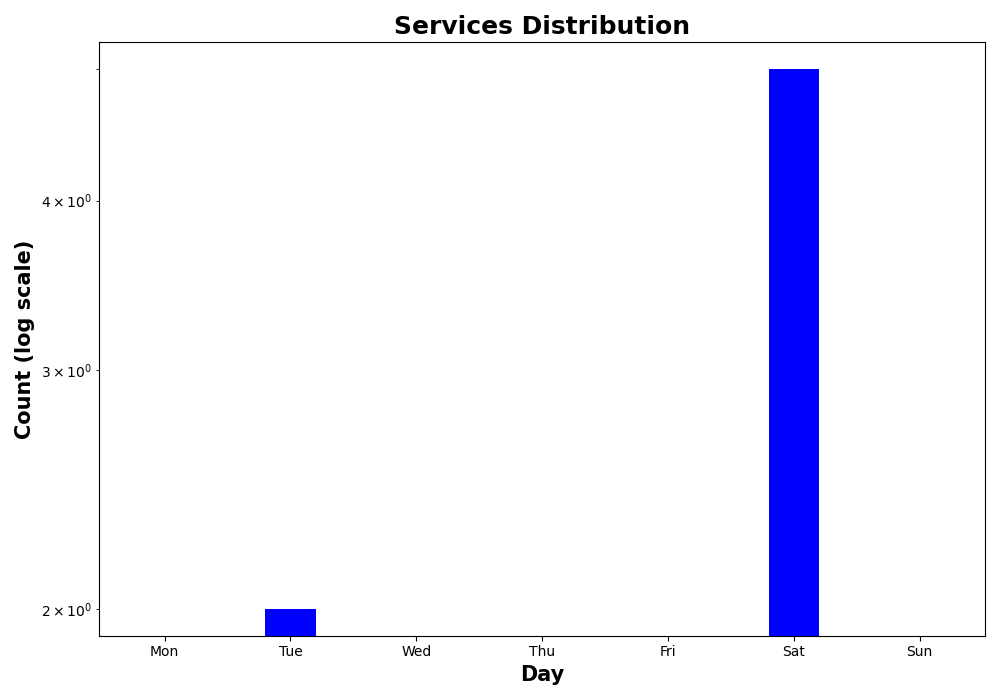 Services Distribution
4 × 10⁰
3 × 10⁰
2 × 10⁰
Count (log scale)
Mon Tue Wed Thu Fri Sat Sun
Day